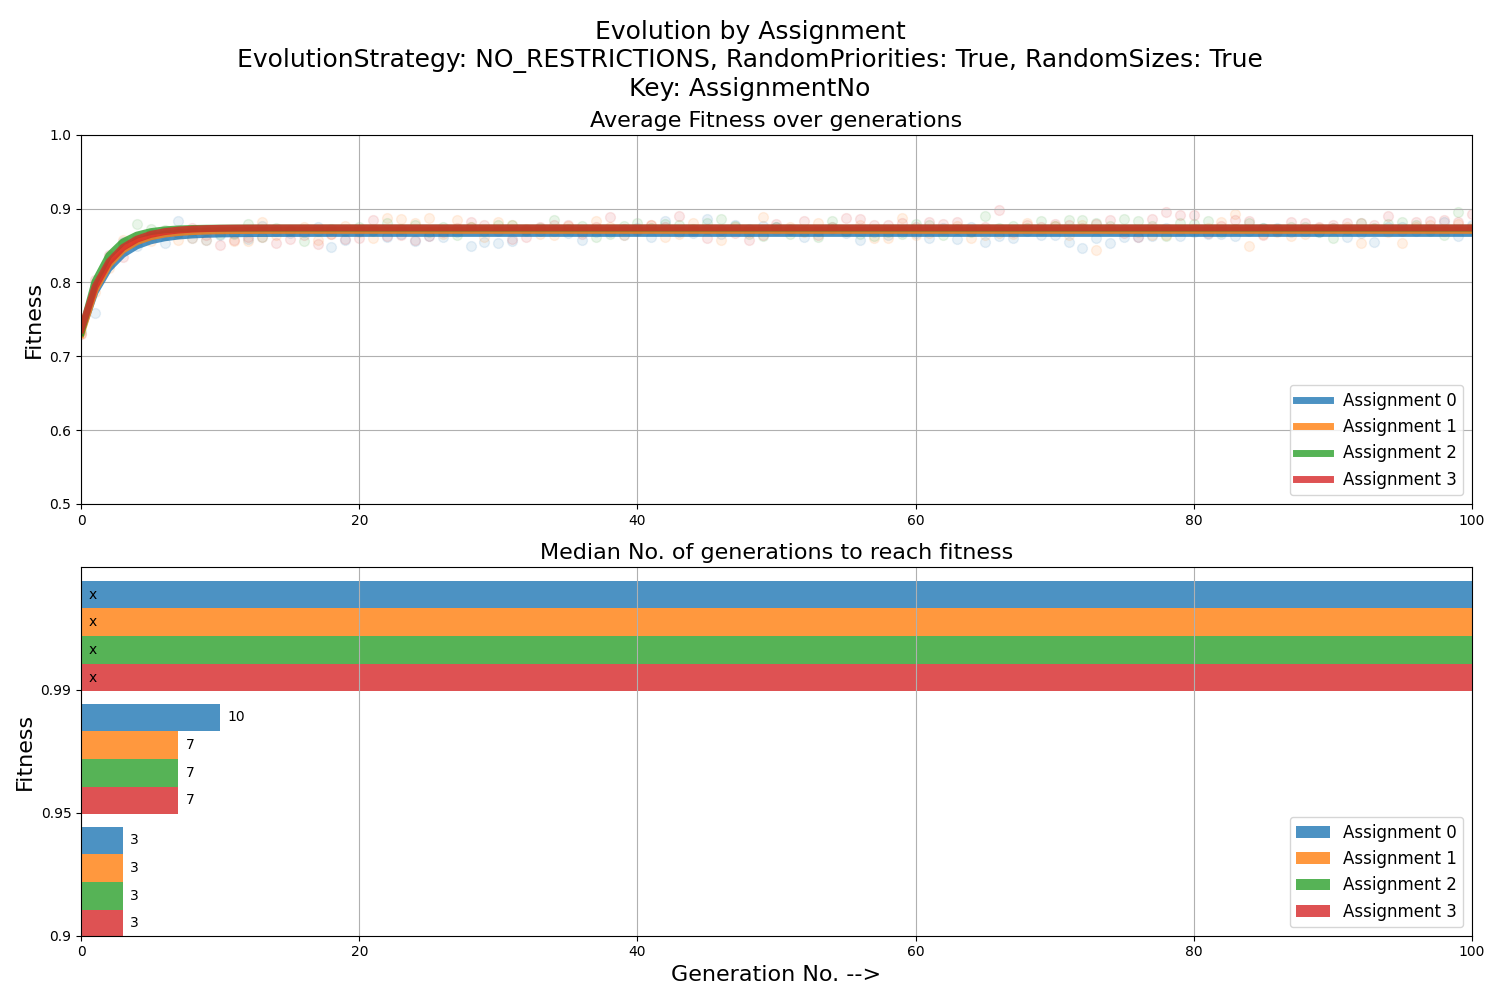 Evolution by Assignment
EvolutionStrategy: NO_RESTRICTIONS, RandomPriorities: True, RandomSizes: True
Key: AssignmentNo
Average Fitness over generations
1.0
0.9
0.8
0.7
0.6
0.5
Fitness
0 20 40 60 80 100
Assignment 0
Assignment 1
Assignment 2
Assignment 3
Median No. of generations to reach fitness
x
x
x
x
0.99
10
7
7
7
0.95
3
3
3
3
0.9
Fitness
0 20 40 60 80 100
Generation No. -->
Assignment 0
Assignment 1
Assignment 2
Assignment 3